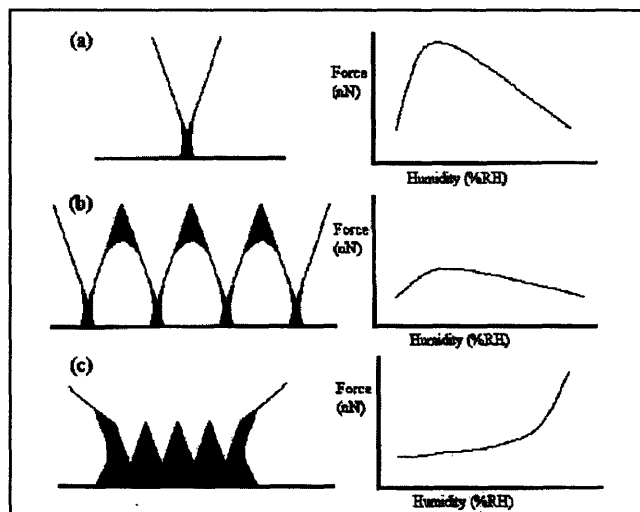 (a)
Force
(nN)
Humidity (%RH)
(b)
Force
(nN)
Humidity (%RH)
(c)
Force
(nN)
Humidity (%RH)